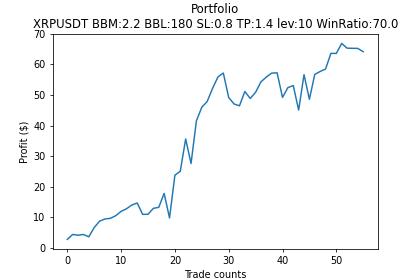 Portfolio
XRPUSDT BBM:2.2 BBL:180 SL:0.8 TP:1.4 lev:10 WinRatio:70.0
70
60
50
40
30
20
10
0
Profit ($)
0 10 20 30 40 50
Trade counts